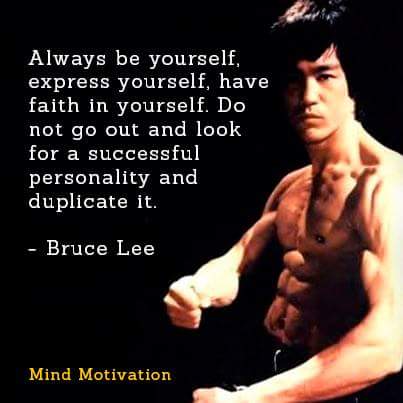 Always be yourself,
express yourself, have
faith in yourself. Do
not go out and look
for a successful
personality and
duplicate it.
- Bruce Lee
Mind Motivation